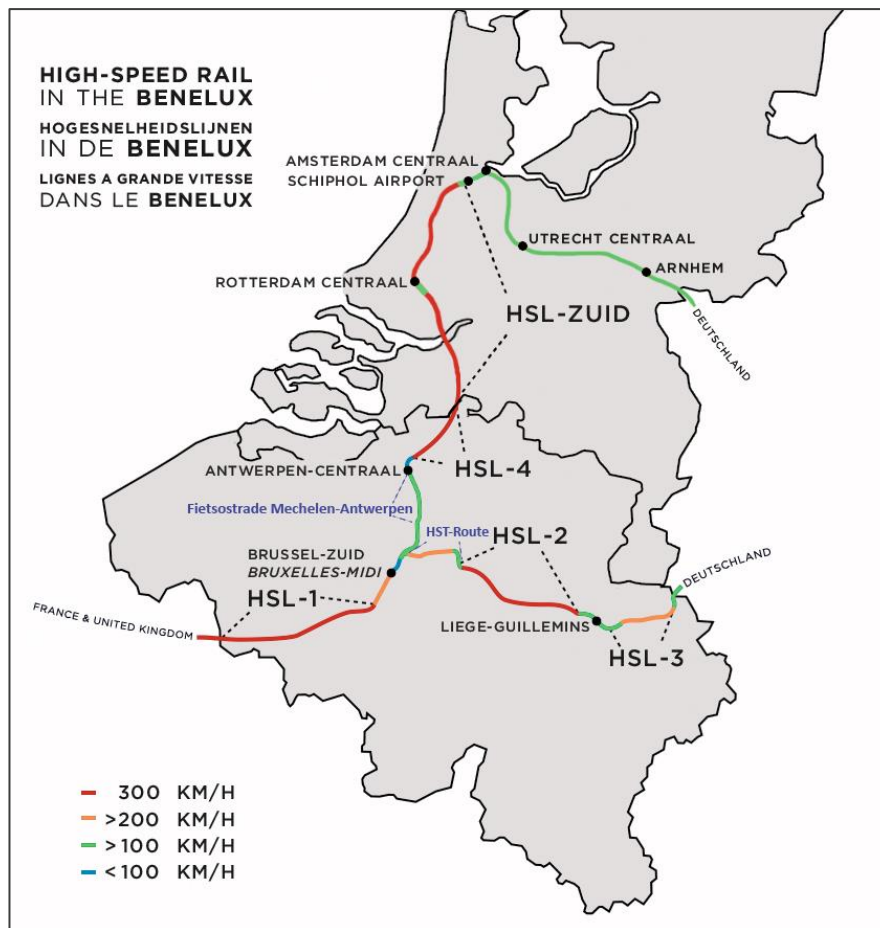 HIGH-SPEED RAIL
IN THE BENELUX
HOGESNELHEIDSLIJNEN
IN DE BENELUX
LIGNES A GRANDE VITESSE
DANS LE BENELUX
AMSTERDAM CENTRAAL
SCHIPHOL AIRPORT
UTRECHT CENTRAAL
ARNHEM
ROTTERDAM CENTRAAL
DEUTSCHLAND
HSL-ZUID
ANTWERPEN-CENTRAAL
HSL-4
Fietsostrade Mechelen-Antwerpen
HST-Route
HSL-2
BRUSSEL-ZUID
BRUXELLES-MIDI
DEUTSCHLAND
HSL-1
FRANCE & UNITED KINGDOM
LIEGE-GUILLEMINS
HSL-3
300 KM/H
>200 KM/H
>100 KM/H
<100 KM/H